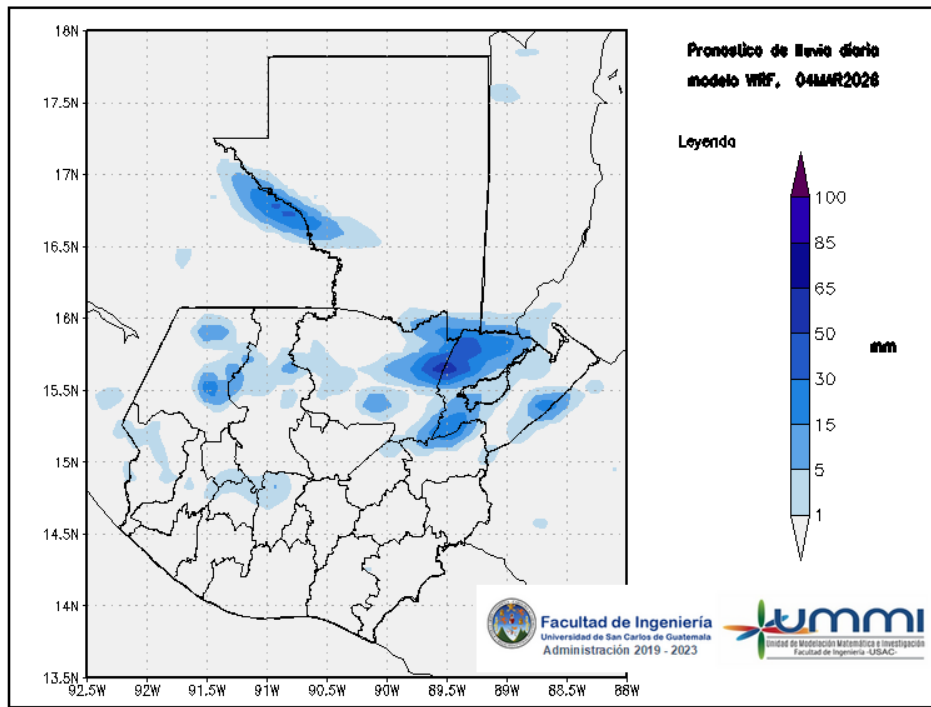 Pronostico de lluvia diaria
modelo WRF, 04MAR2026
Leyenda
100
85
65
50
30
15
5
1
mm
18N
17.5N
17N
16.5N
16N
15.5N
15N
14.5N
14N
13.5N
92.5W
92W
91.5W
91W
90.5W
90W
89.5W
89W
88.5W
88W
Facultad de Ingeniería
Universidad de San Carlos de Guatemala
Administración 2019 - 2023
UMMI
Unidad de Modelación Matemática e Investigación
Facultad de Ingeniería -USAC-